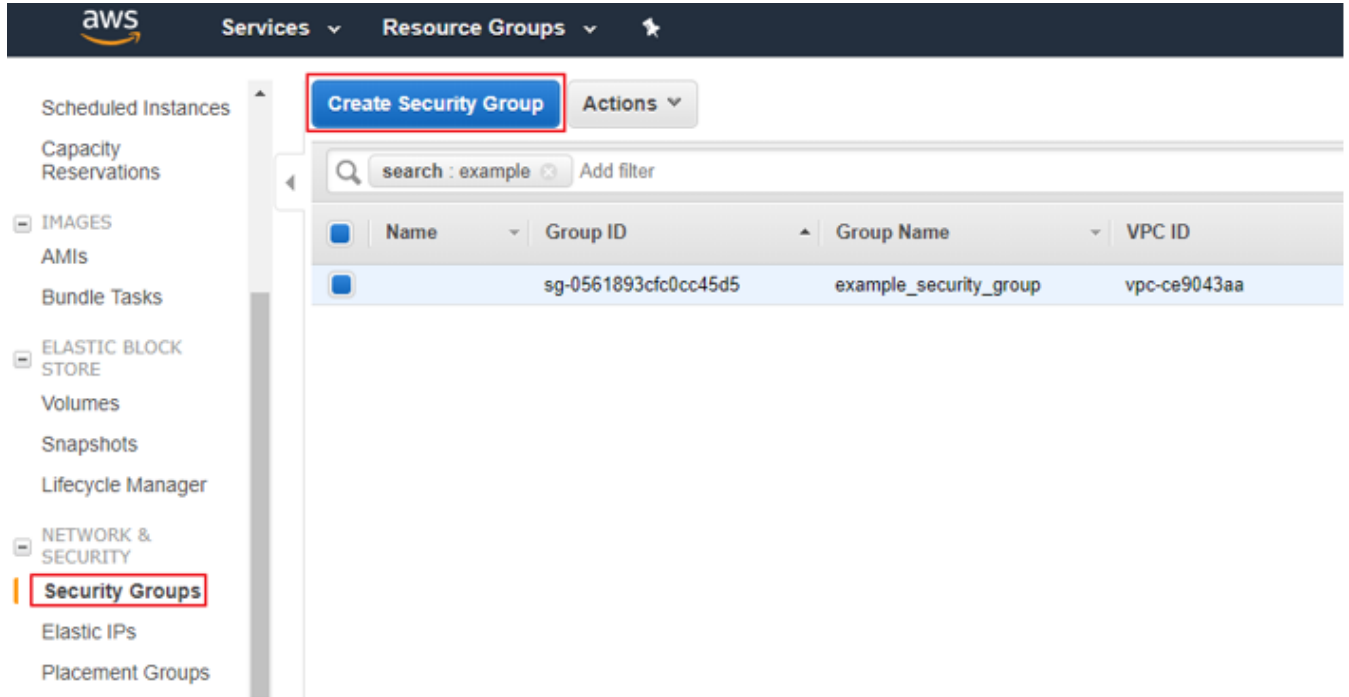 aws Services Resource Groups
Scheduled Instances
Capacity
Reservations
IMAGES
AMIs
Bundle Tasks
ELASTIC BLOCK
STORE
Volumes
Snapshots
Lifecycle Manager
NETWORK &
SECURITY
Security Groups
Elastic IPs
Placement Groups
Create Security Group Actions
search : example Add filter
Name Group ID Group Name VPC ID
sg-0561893cfc0cc45d5 example_security_group vpc-ce9043aa